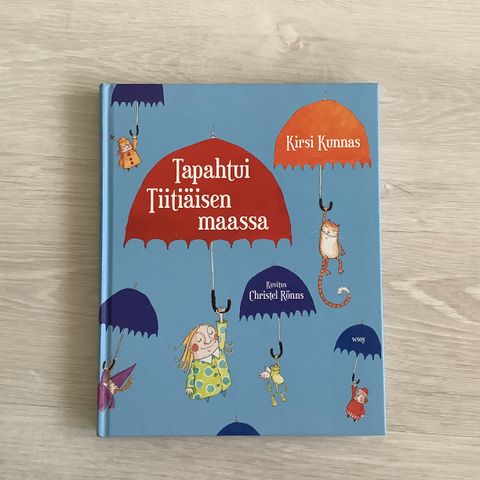 Kirsi Kunnas
Tapahtui
Tiitiäisen
maassa
Kuvitus
Christel Rönns
wsoy